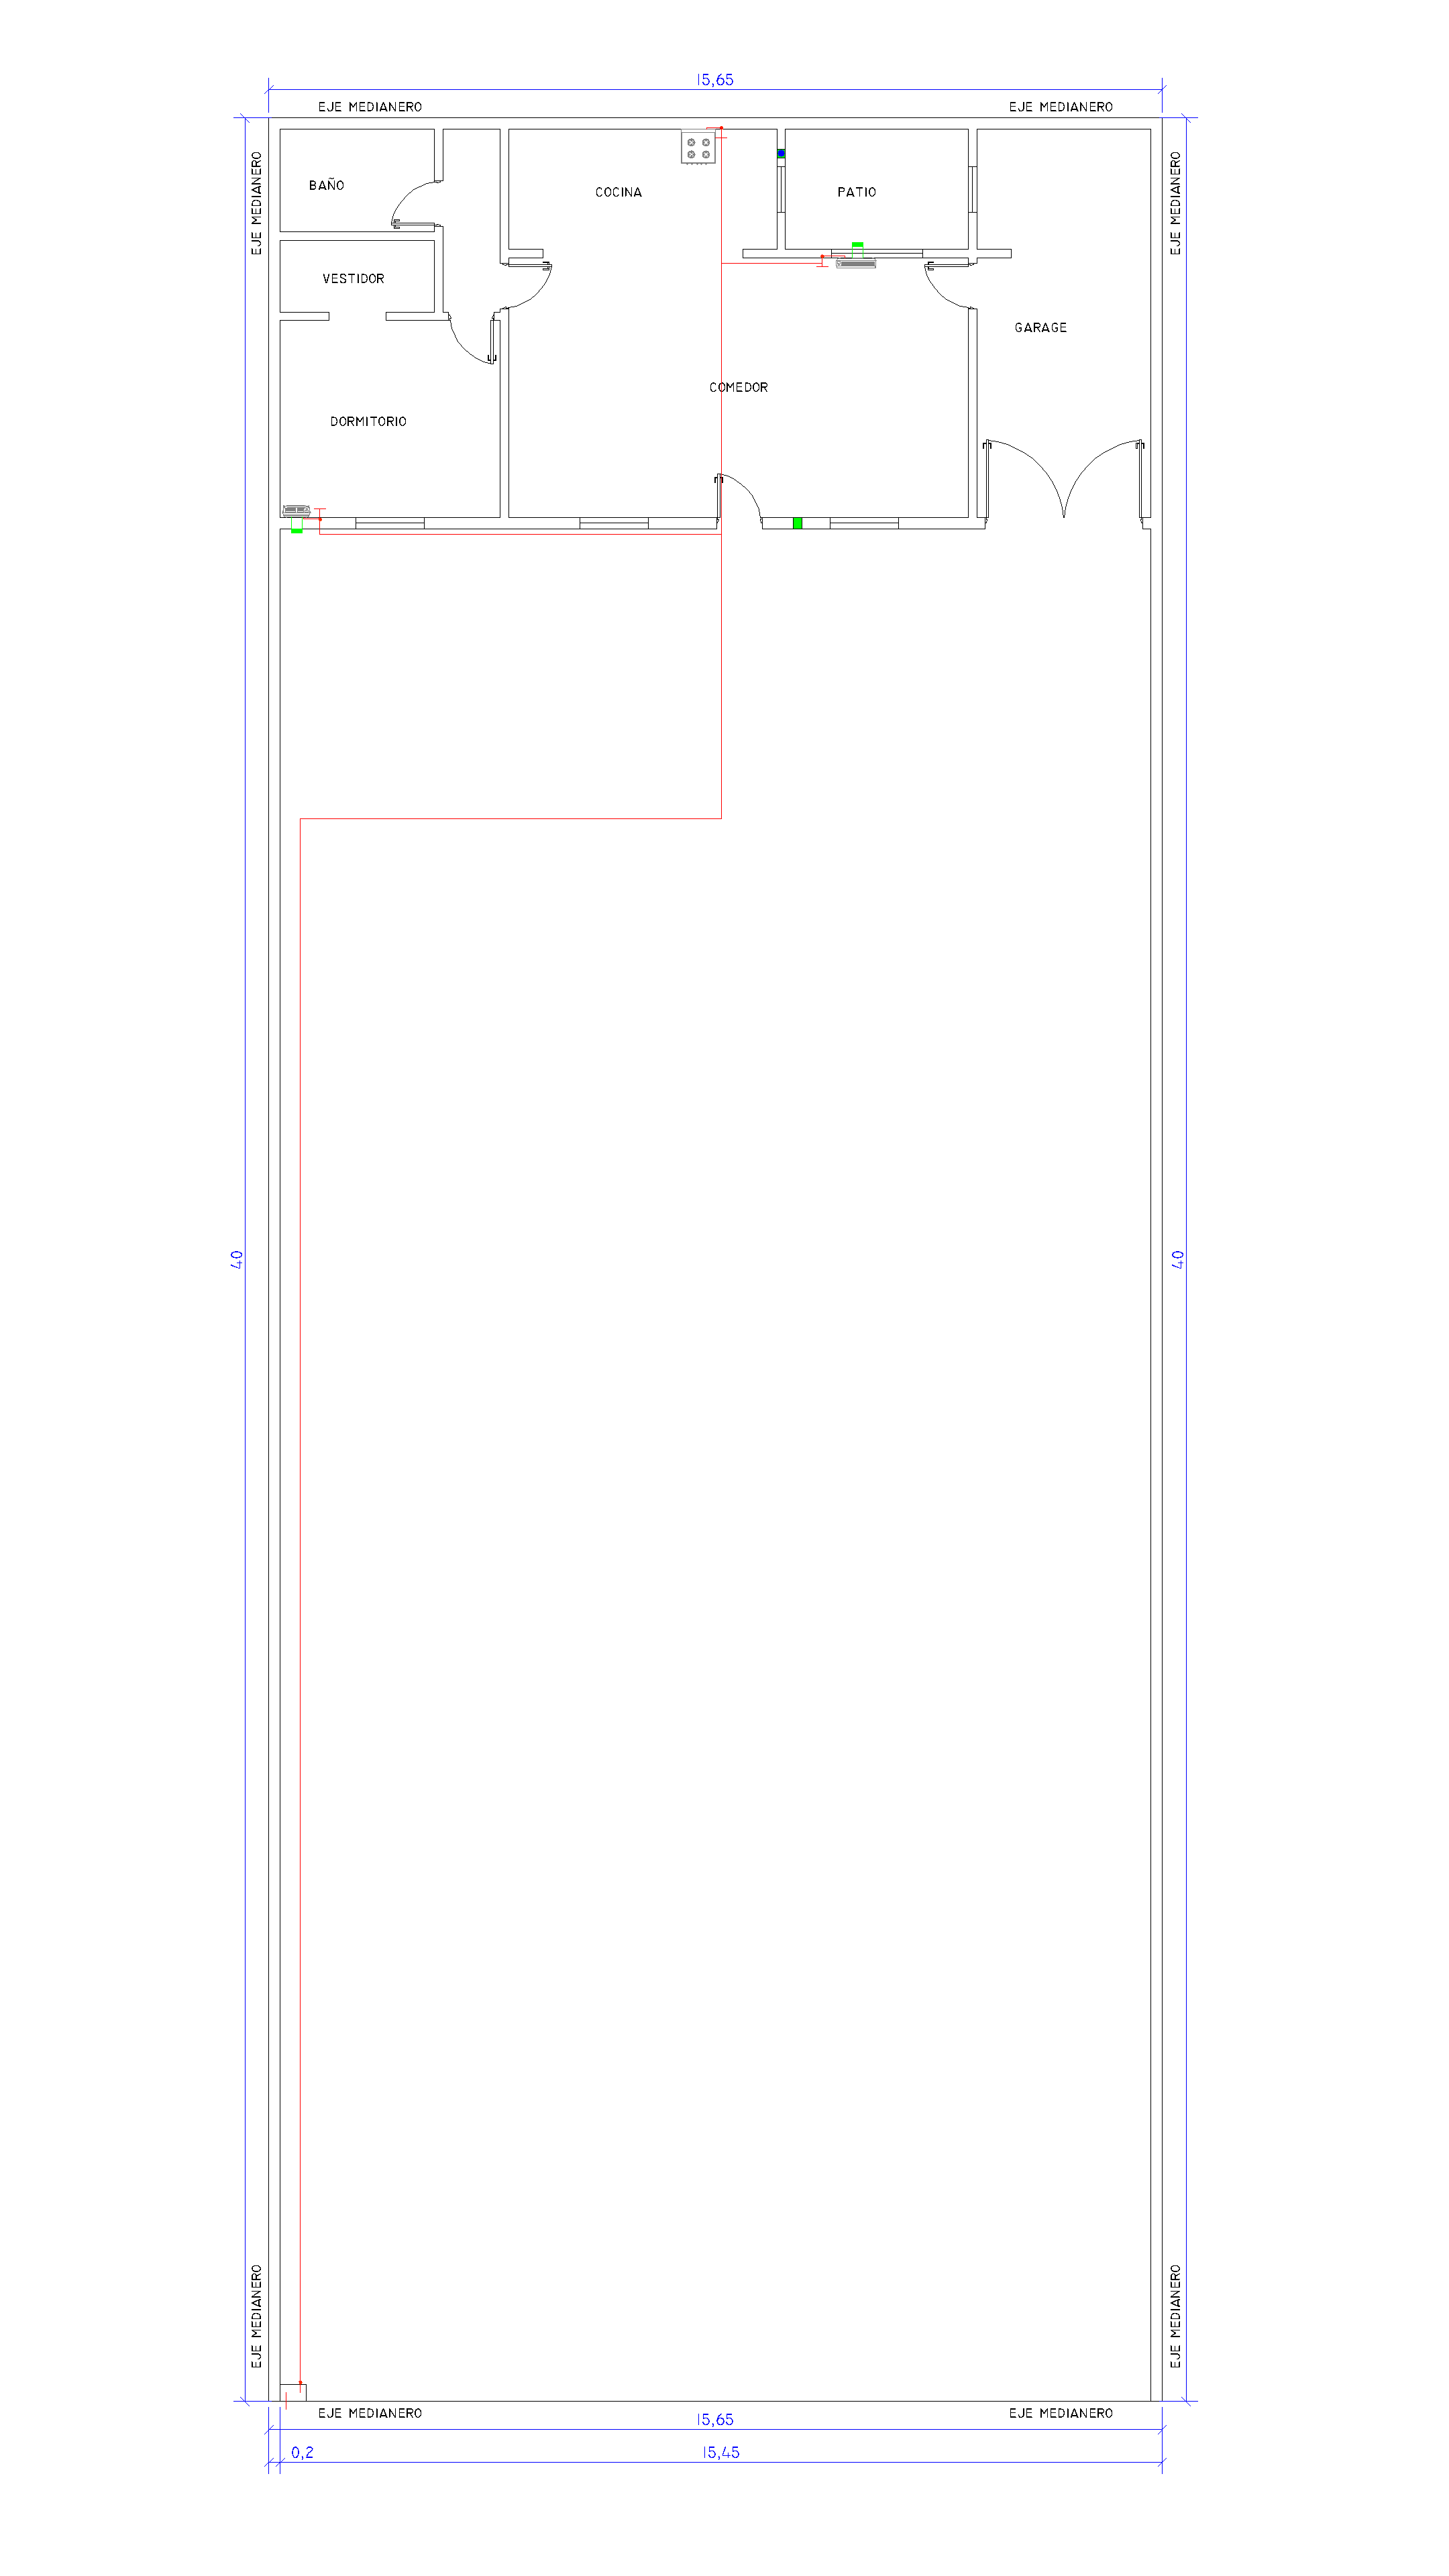 15,65
EJE MEDIANERO
EJE MEDIANERO
EJE MEDIANERO
EJE MEDIANERO
BAÑO
COCINA
PATIO
VESTIDOR
GARAGE
COMEDOR
DORMITORIO
40
40
EJE MEDIANERO
EJE MEDIANERO
EJE MEDIANERO
EJE MEDIANERO
15,65
0,2
15,45